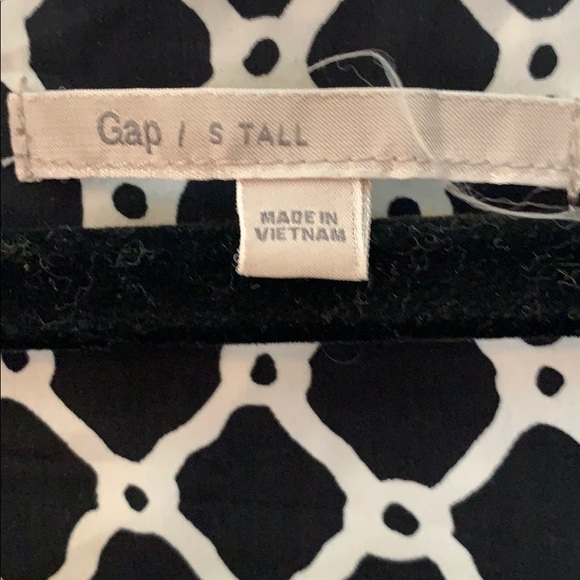 Gap / S TALL
MADE IN
VIETNAM